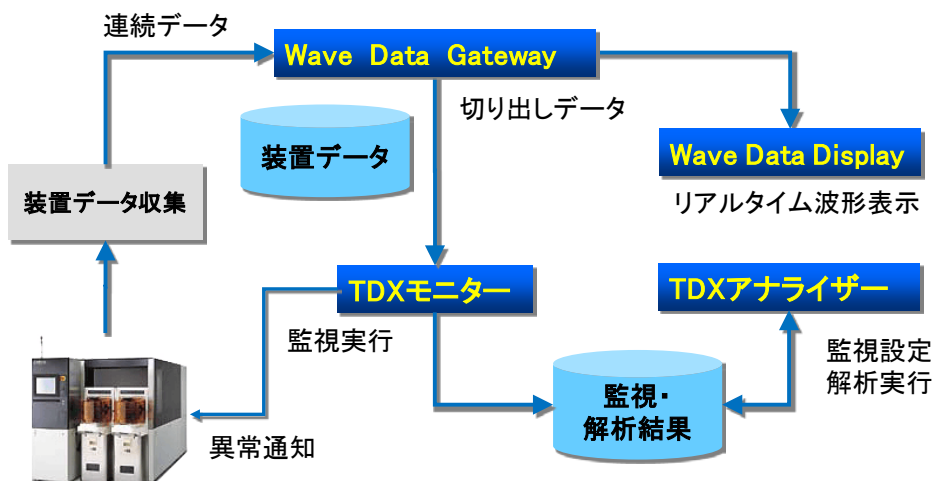 連続データ
Wave Data Gateway
切り出しデータ
装置データ
Wave Data Display
リアルタイム波形表示
装置データ収集
TDXモニター
TDXアナライザー
監視実行
監視設定
解析実行
監視・
解析結果
異常通知